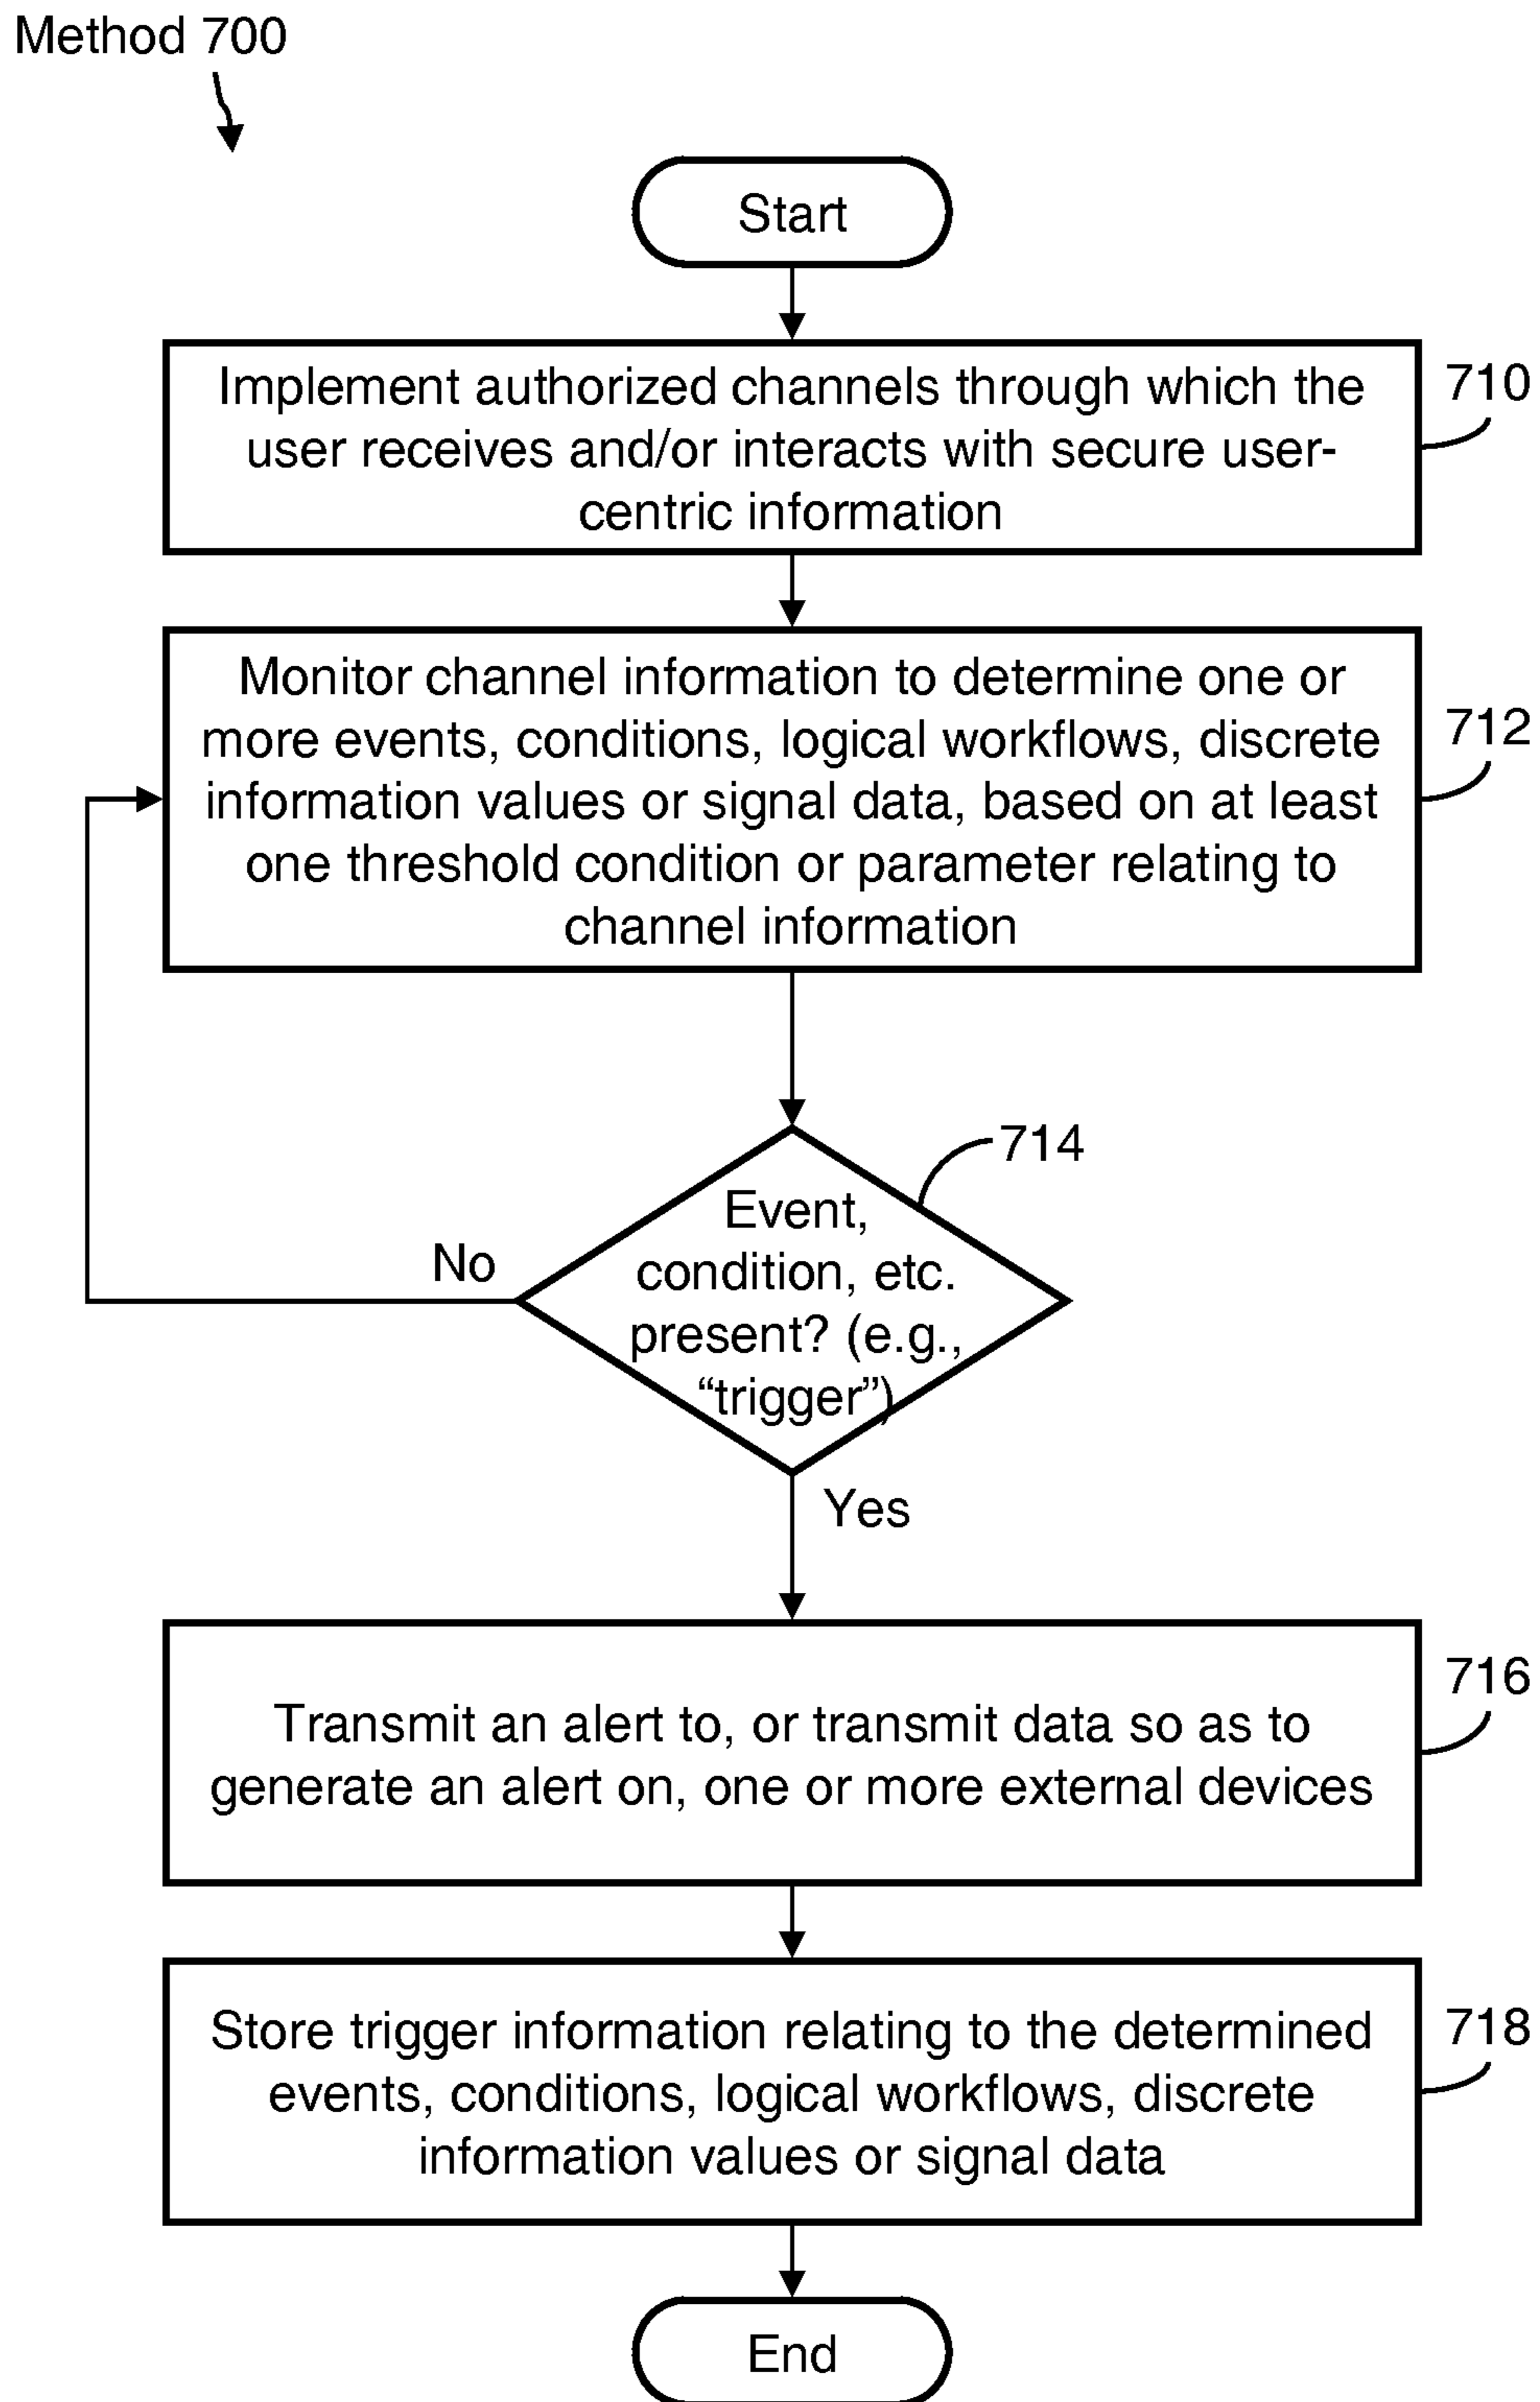 Method 700
Start
Implement authorized channels through which the
user receives and/or interacts with secure user-
centric information
710
Monitor channel information to determine one or
more events, conditions, logical workflows, discrete
information values or signal data, based on at least
one threshold condition or parameter relating to
channel information
712
714
Event,
condition, etc.
present? (e.g.,
“trigger”)
No
Yes
Transmit an alert to, or transmit data so as to
generate an alert on, one or more external devices
716
Store trigger information relating to the determined
events, conditions, logical workflows, discrete
information values or signal data
718
End